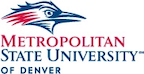 METROPOLITAN
STATE UNIVERSITY™
OF DENVER